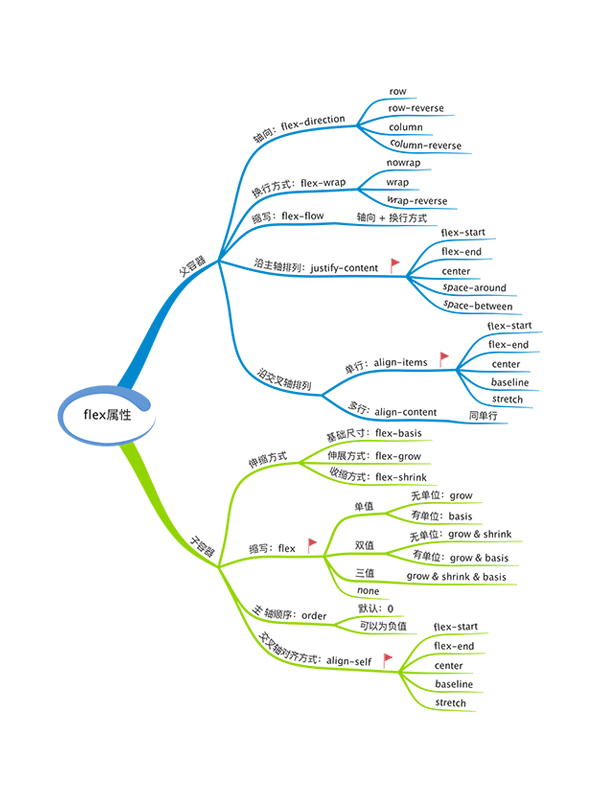 flex属性
父容器
轴向：flex-direction
row
row-reverse
column
column-reverse
换行方式：flex-wrap
nowrap
wrap
wrap-reverse
缩写：flex-flow
轴向 + 换行方式
沿主轴排列：justify-content
flex-start
flex-end
center
space-around
space-between
沿交叉轴排列
单行：align-items
flex-start
flex-end
center
baseline
stretch
多行：align-content
同单行
子容器
伸缩方式
基础尺寸：flex-basis
伸展方式：flex-grow
收缩方式：flex-shrink
缩写：flex
单值
无单位：grow
有单位：basis
双值
无单位：grow & shrink
有单位：grow & basis
三值
grow & shrink & basis
none
主轴顺序：order
默认：0
可以为负值
交叉轴对齐方式：align-self
flex-start
flex-end
center
baseline
stretch